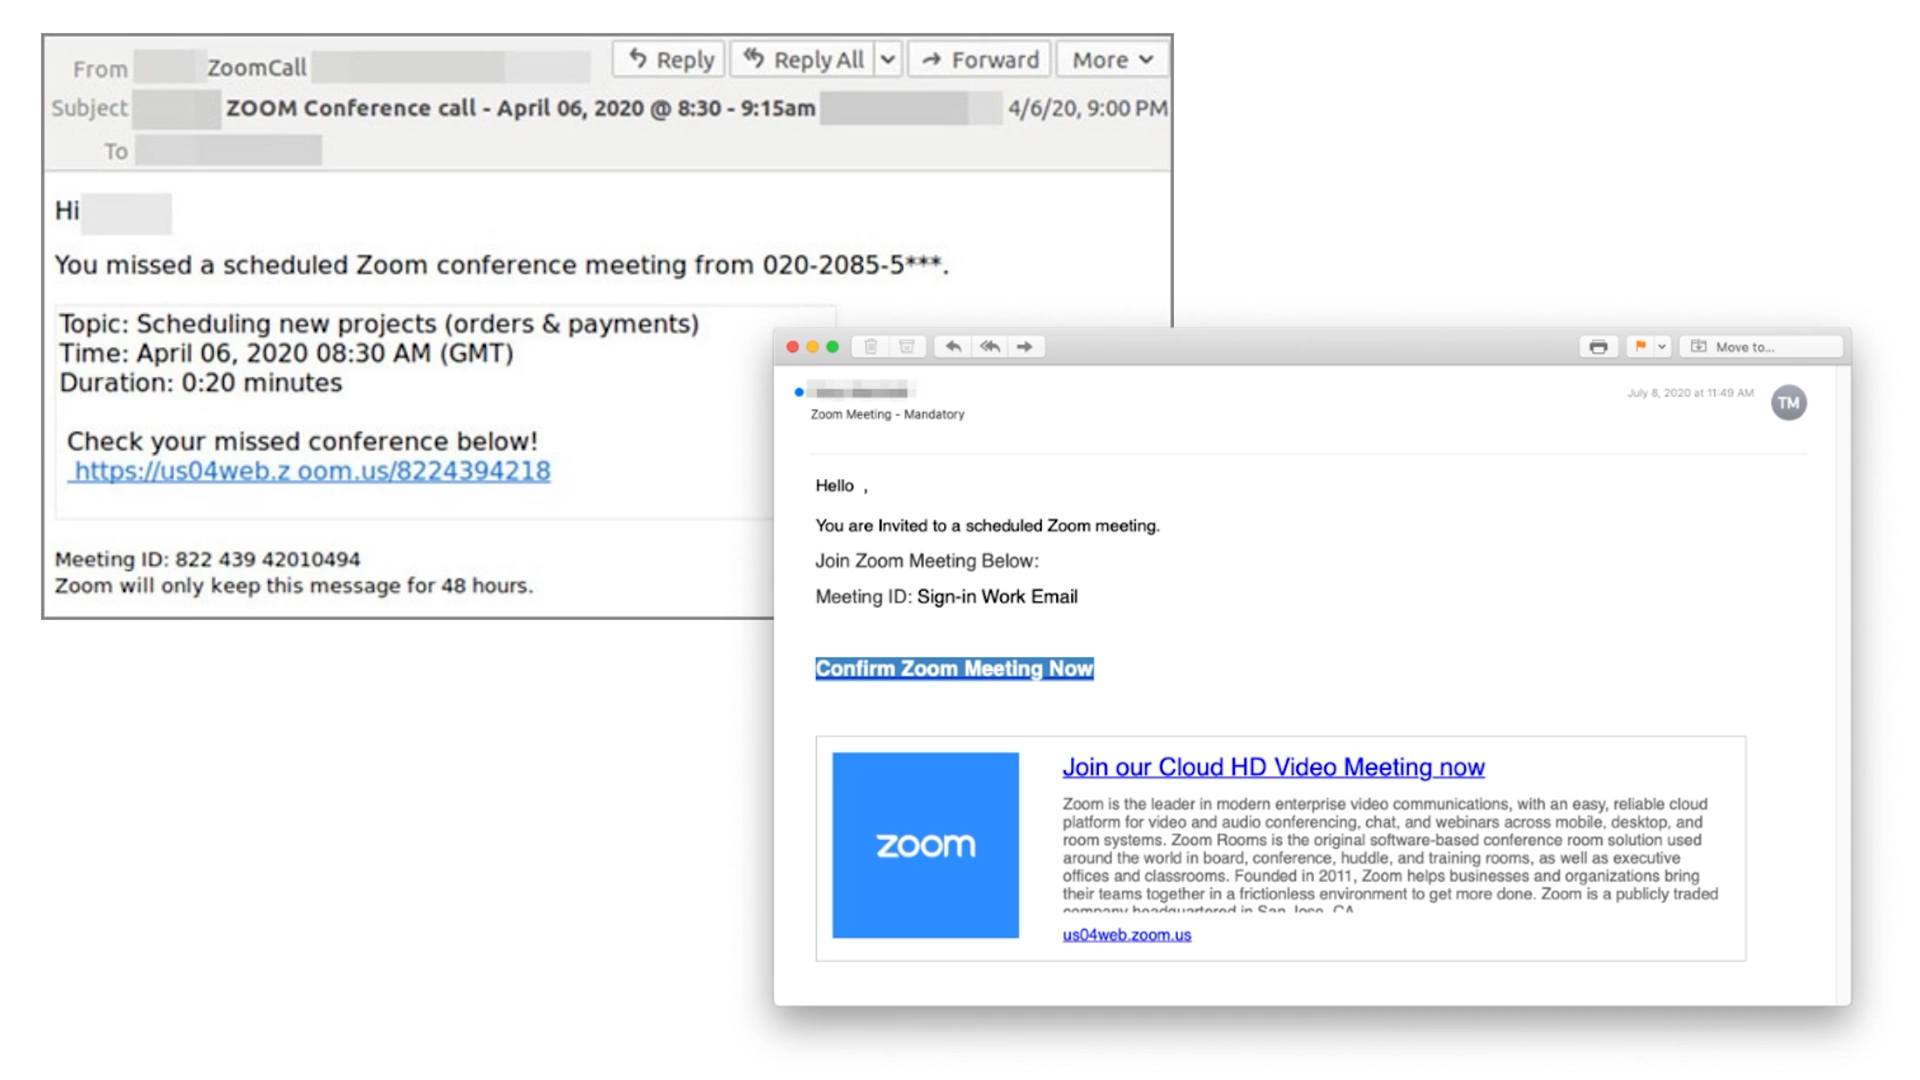 From ZoomCall Reply Reply All Forward More
Subject ZOOM Conference call - April 06, 2020 @ 8:30 - 9:15am 4/6/20, 9:00 PM
To
Hi
You missed a scheduled Zoom conference meeting from 020-2085-5***.
Topic: Scheduling new projects (orders & payments)
Time: April 06, 2020 08:30 AM (GMT)
Duration: 0:20 minutes
Check your missed conference below!
https://us04web.z oom.us/8224394218
Meeting ID: 822 439 42010494
Zoom will only keep this message for 48 hours.
Move to...
July 8, 2020 at 11:49 AM
TM
Zoom Meeting - Mandatory
Hello ,
You are Invited to a scheduled Zoom meeting.
Join Zoom Meeting Below:
Meeting ID: Sign-in Work Email
Confirm Zoom Meeting Now
zoom
Join our Cloud HD Video Meeting now
Zoom is the leader in modern enterprise video communications, with an easy, reliable cloud
platform for video and audio conferencing, chat, and webinars across mobile, desktop, and
room systems. Zoom Rooms is the original software-based conference room solution used
around the world in board, conference, huddle, and training rooms, as well as executive
offices and classrooms. Founded in 2011, Zoom helps businesses and organizations bring
their teams together in a frictionless environment to get more done. Zoom is a publicly traded
company headquartered in San Jose, CA.
us04web.zoom.us